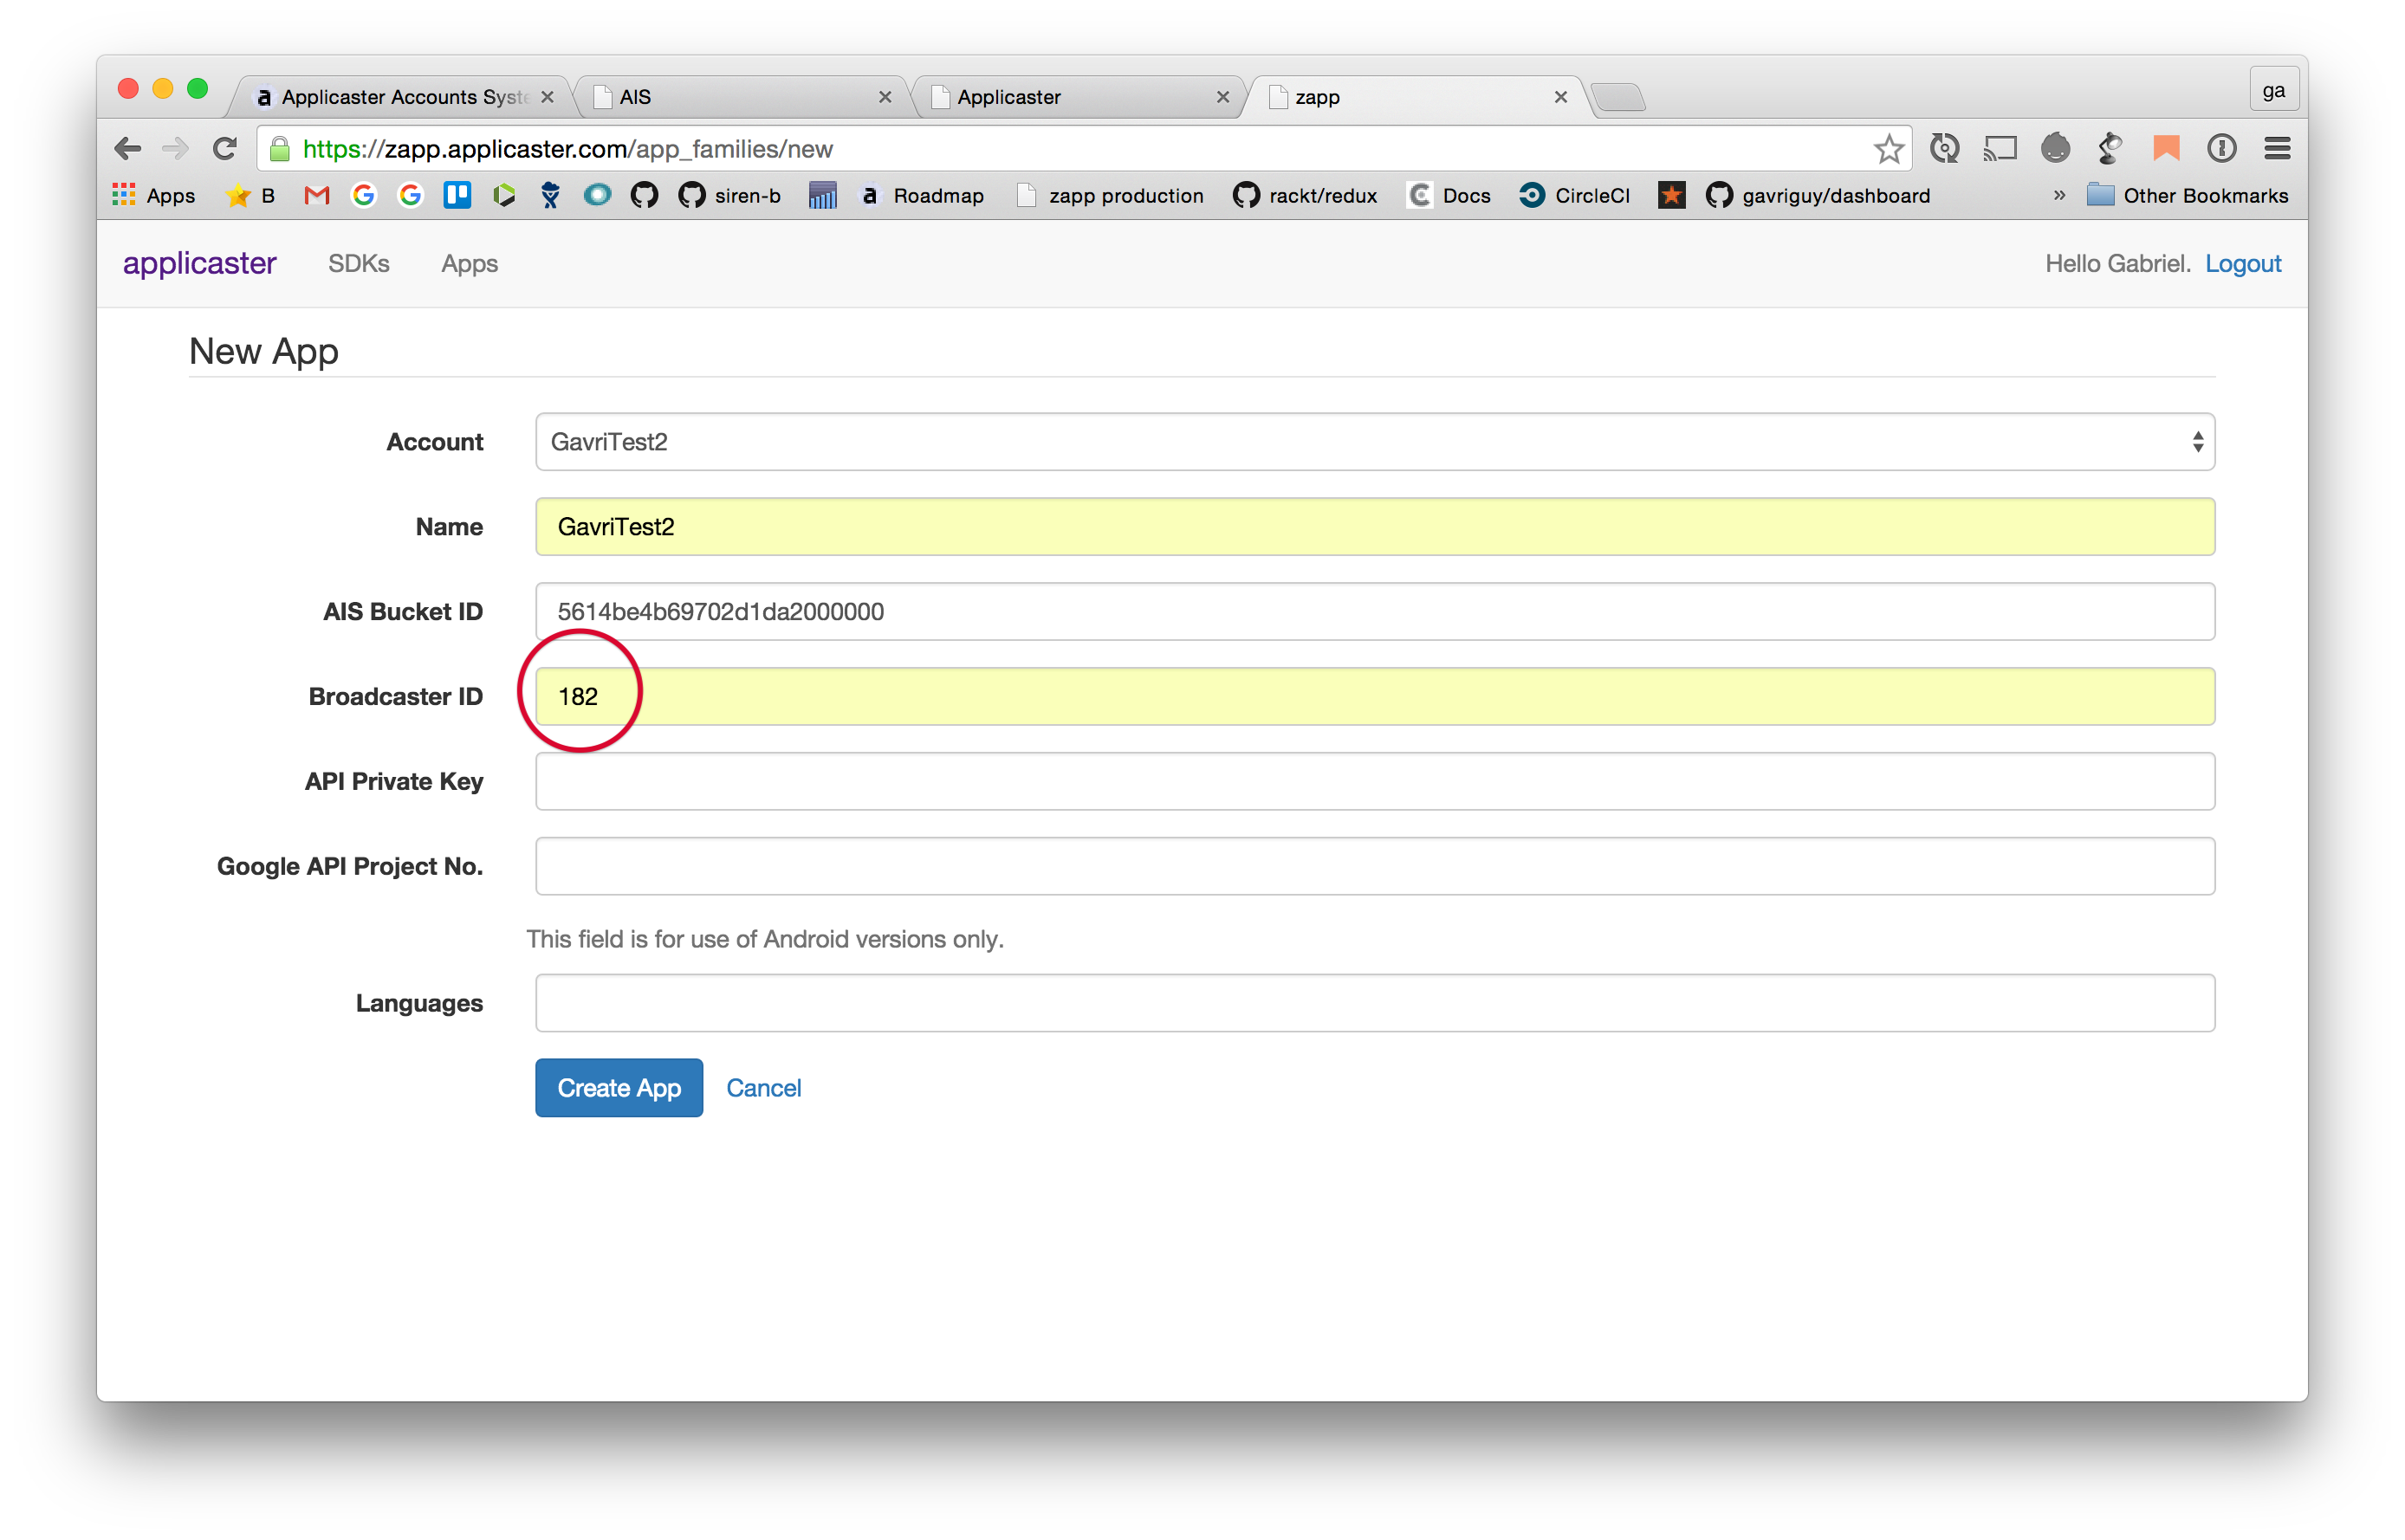 Applicaster Accounts Syste
AIS
Applicaster
zapp
ga
https://zapp.applicaster.com/app_families/new
Apps
B
siren-b
Roadmap
zapp production
rackt/redux
Docs
CircleCI
gavriguy/dashboard
»
Other Bookmarks
applicaster SDKs Apps Hello Gabriel. Logout
New App
Account GavriTest2
Name GavriTest2
AIS Bucket ID 5614be4b69702d1da2000000
Broadcaster ID 182
API Private Key
Google API Project No.
This field is for use of Android versions only.
Languages
Create App Cancel